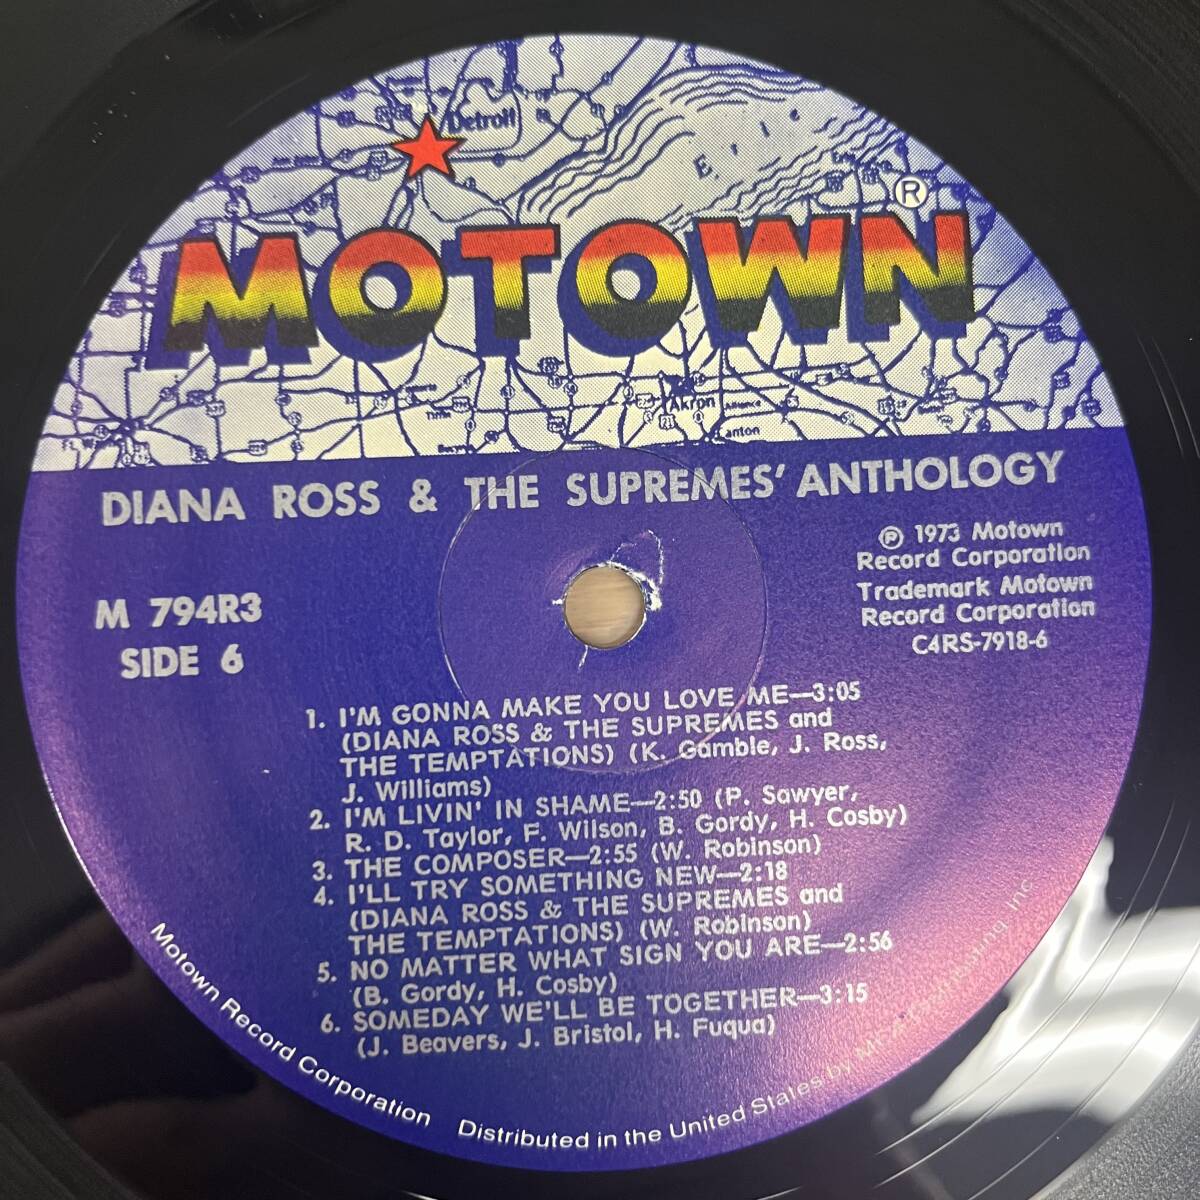 Detroit
ERIE
MOTOWN®
Akron
anton
DIANA ROSS & THE SUPREMES' ANTHOLOGY
M 794R3
SIDE 6
℗ 1973 Motown
Record Corporation
Trademark Motown
Record Corporation
C4RS-7918-6
1. I'M GONNA MAKE YOU LOVE ME—3:05
(DIANA ROSS & THE SUPREMES and
THE TEMPTATIONS) (K. Gamble, J. Ross,
J. Williams)
2. I'M LIVIN' IN SHAME—2:50 (P. Sawyer,
R. D. Taylor, F. Wilson, B. Gordy, H. Cosby)
3. THE COMPOSER—2:55 (W. Robinson)
4. I'LL TRY SOMETHING NEW—2:18
(DIANA ROSS & THE SUPREMES and
THE TEMPTATIONS) (W. Robinson)
5. NO MATTER WHAT SIGN YOU ARE—2:56
(B. Gordy, H. Cosby)
6. SOMEDAY WE'LL BE TOGETHER—3:15
(J. Beavers, J. Bristol, H. Fuqua)
Motown Record Corporation
Distributed in the United States by MCA Distributing, Inc.